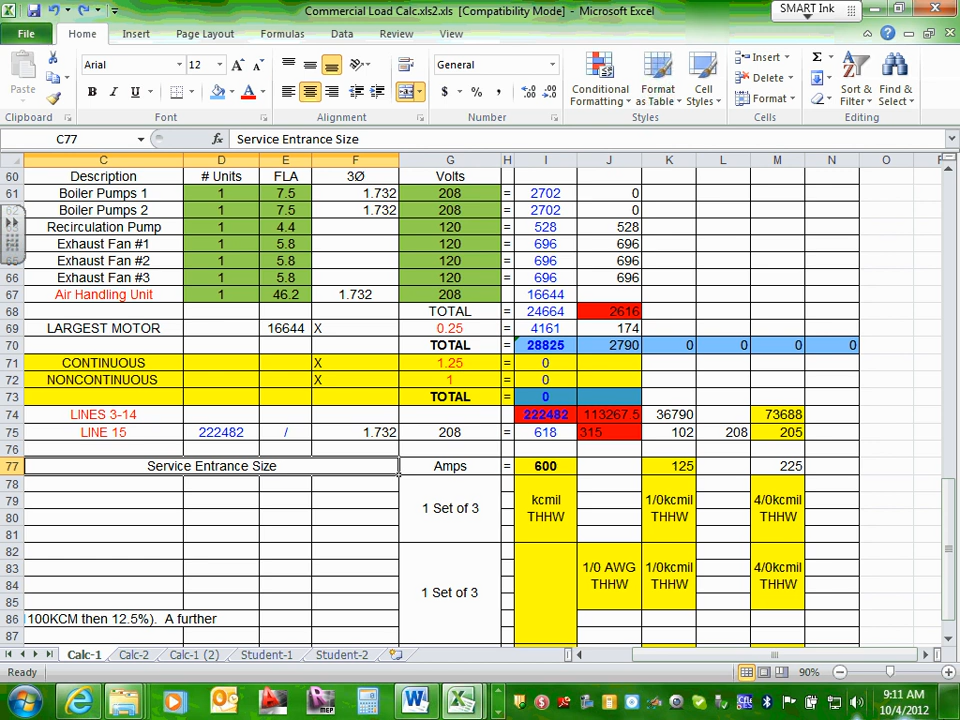 Commercial Load Calc.xls2.xls [Compatibility Mode] - Microsoft Excel
SMART Ink
File Home Insert Page Layout Formulas Data Review View
Paste Arial 12 A A General Conditional Formatting Format as Table Cell Styles Insert Delete Format Sort & Filter Find & Select
B I U $ % ,
Clipboard Font Alignment Number Styles Cells Editing
C77 fx Service Entrance Size
C D E F G H I J K L M N O
60 Description # Units FLA 3Ø Volts
61 Boiler Pumps 1 1 7.5 1.732 208 = 2702 0
62 Boiler Pumps 2 1 7.5 1.732 208 = 2702 0
Recirculation Pump 1 4.4 120 = 528 528
Exhaust Fan #1 1 5.8 120 = 696 696
65 Exhaust Fan #2 1 5.8 120 = 696 696
66 Exhaust Fan #3 1 5.8 120 = 696 696
67 Air Handling Unit 1 46.2 1.732 208 = 16644
68 TOTAL = 24664 2616
69 LARGEST MOTOR 16644 X 0.25 = 4161 174
70 TOTAL = 28825 2790 0 0 0 0
71 CONTINUOUS X 1.25 = 0
72 NONCONTINUOUS X 1 = 0
73 TOTAL = 0
74 LINES 3-14 222482 113267.5 36790 73688
75 LINE 15 222482 / 1.732 208 = 618 315 102 208 205
76
77 Service Entrance Size Amps = 600 125 225
78
79
80
81
1 Set of 3 kcmil THHW 1/0kcmil THHW 4/0kcmil THHW
82
83
84
85
1 Set of 3 1/0 AWG THHW 1/0kcmil THHW 4/0kcmil THHW
86 100KCM then 12.5%). A further
87
Calc-1 Calc-2 Calc-1 (2) Student-1 Student-2
Ready 90%
9:11 AM
10/4/2012